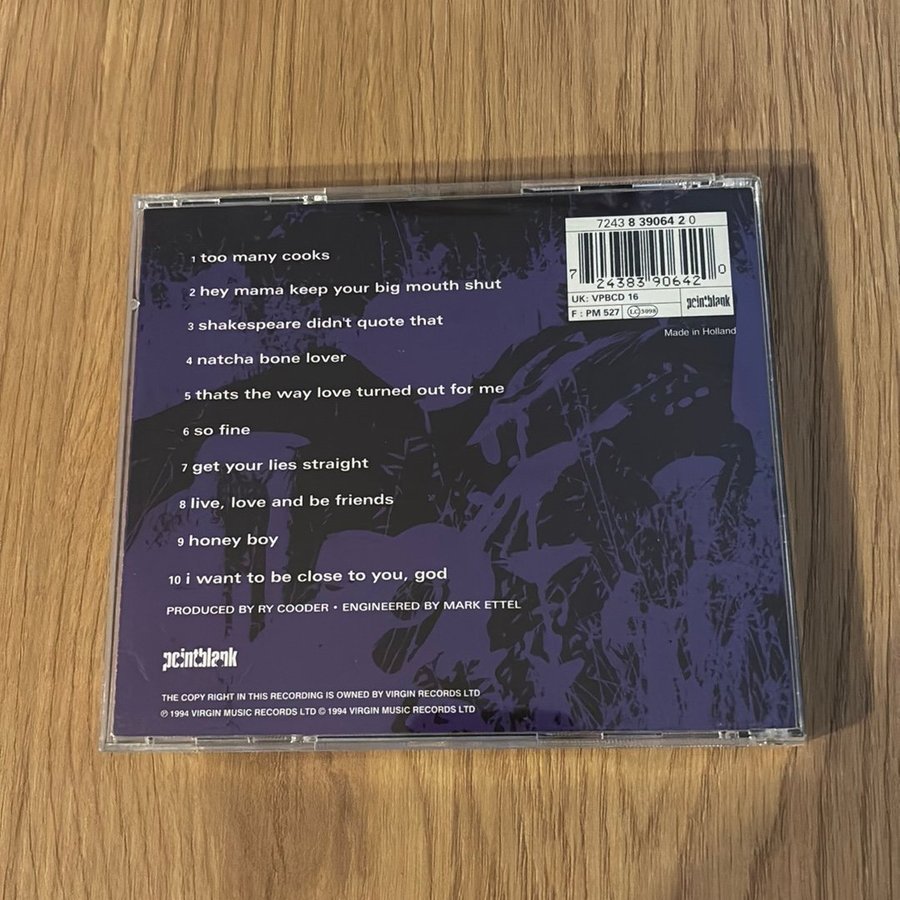 1 too many cooks
2 hey mama keep your big mouth shut
3 shakespeare didn't quote that
4 natcha bone lover
5 thats the way love turned out for me
6 so fine
7 get your lies straight
8 live, love and be friends
9 honey boy
10 i want to be close to you, god
PRODUCED BY RY COODER • ENGINEERED BY MARK ETTEL
pointblank
THE COPY RIGHT IN THIS RECORDING IS OWNED BY VIRGIN RECORDS LTD
℗ 1994 VIRGIN MUSIC RECORDS LTD © 1994 VIRGIN MUSIC RECORDS LTD
7243 8 39064 2 0
7 24383 90642 0
UK: VPBCD 16
F : PM 527 LC 3098 pointblank
Made in Holland